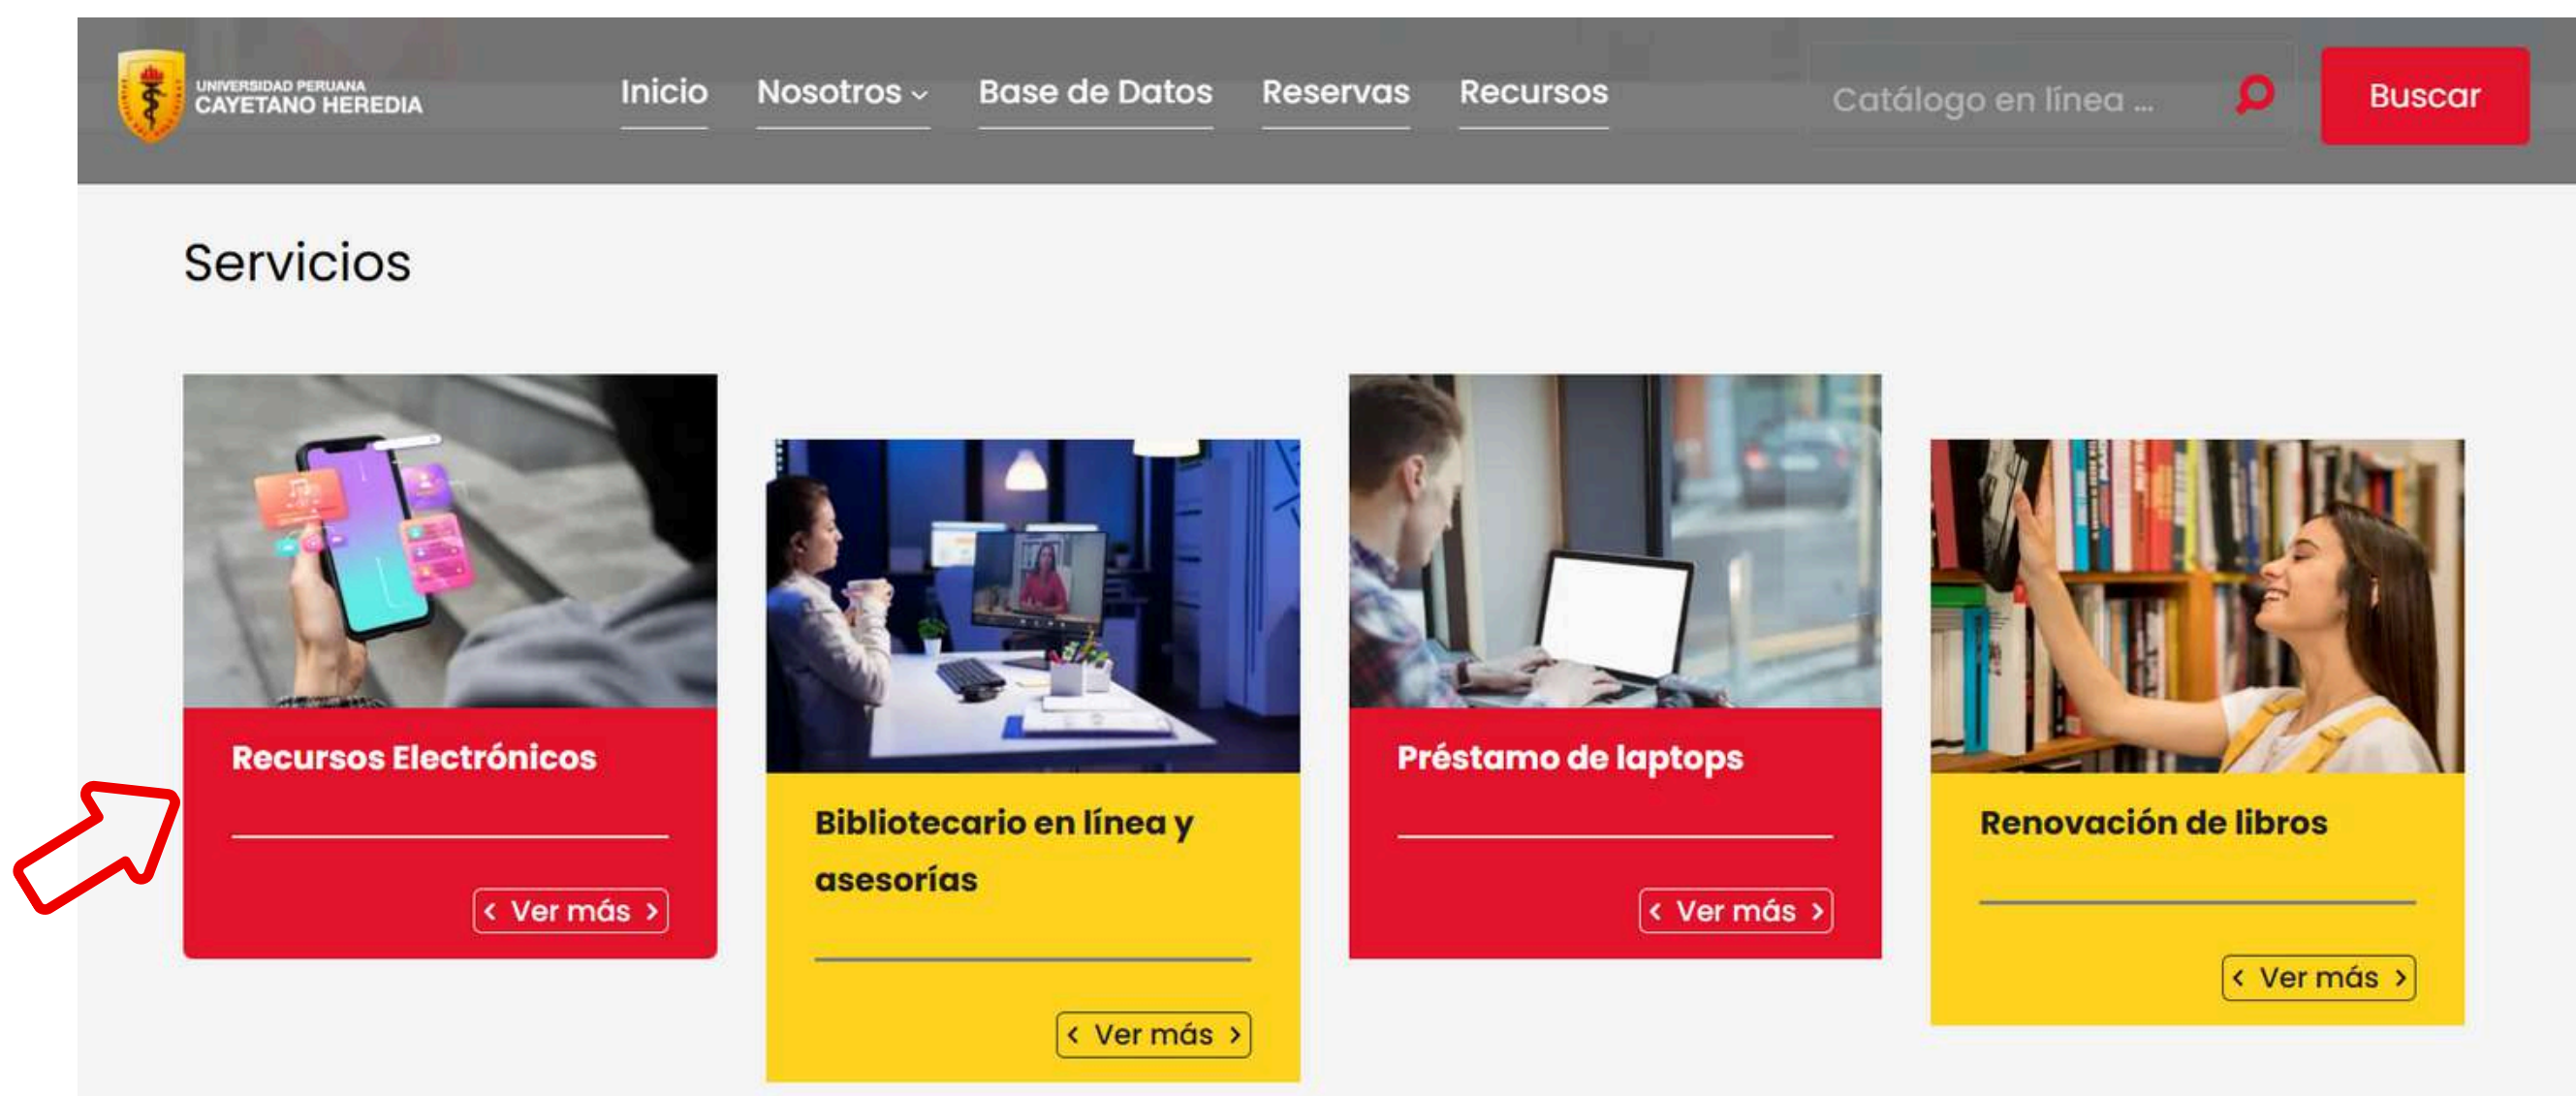 UNIVERSIDAD PERUANA
CAYETANO HEREDIA
Inicio Nosotros Base de Datos Reservas Recursos
Catálogo en línea ...
Buscar
Servicios
Recursos Electrónicos
< Ver más >
Bibliotecario en línea y
asesorías
< Ver más >
Préstamo de laptops
< Ver más >
Renovación de libros
< Ver más >